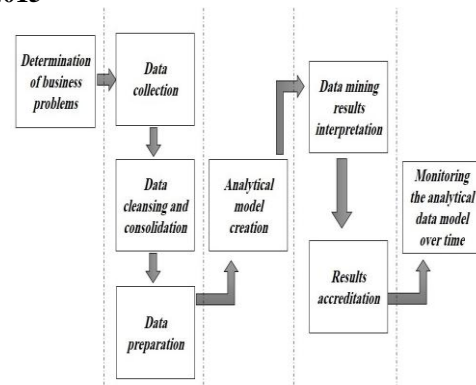 Determination
of business
problems
Data
collection
Data
cleansing and
consolidation
Data
preparation
Analytical
model
creation
Data mining
results
interpretation
Results
accreditation
Monitoring
the analytical
data model
over time